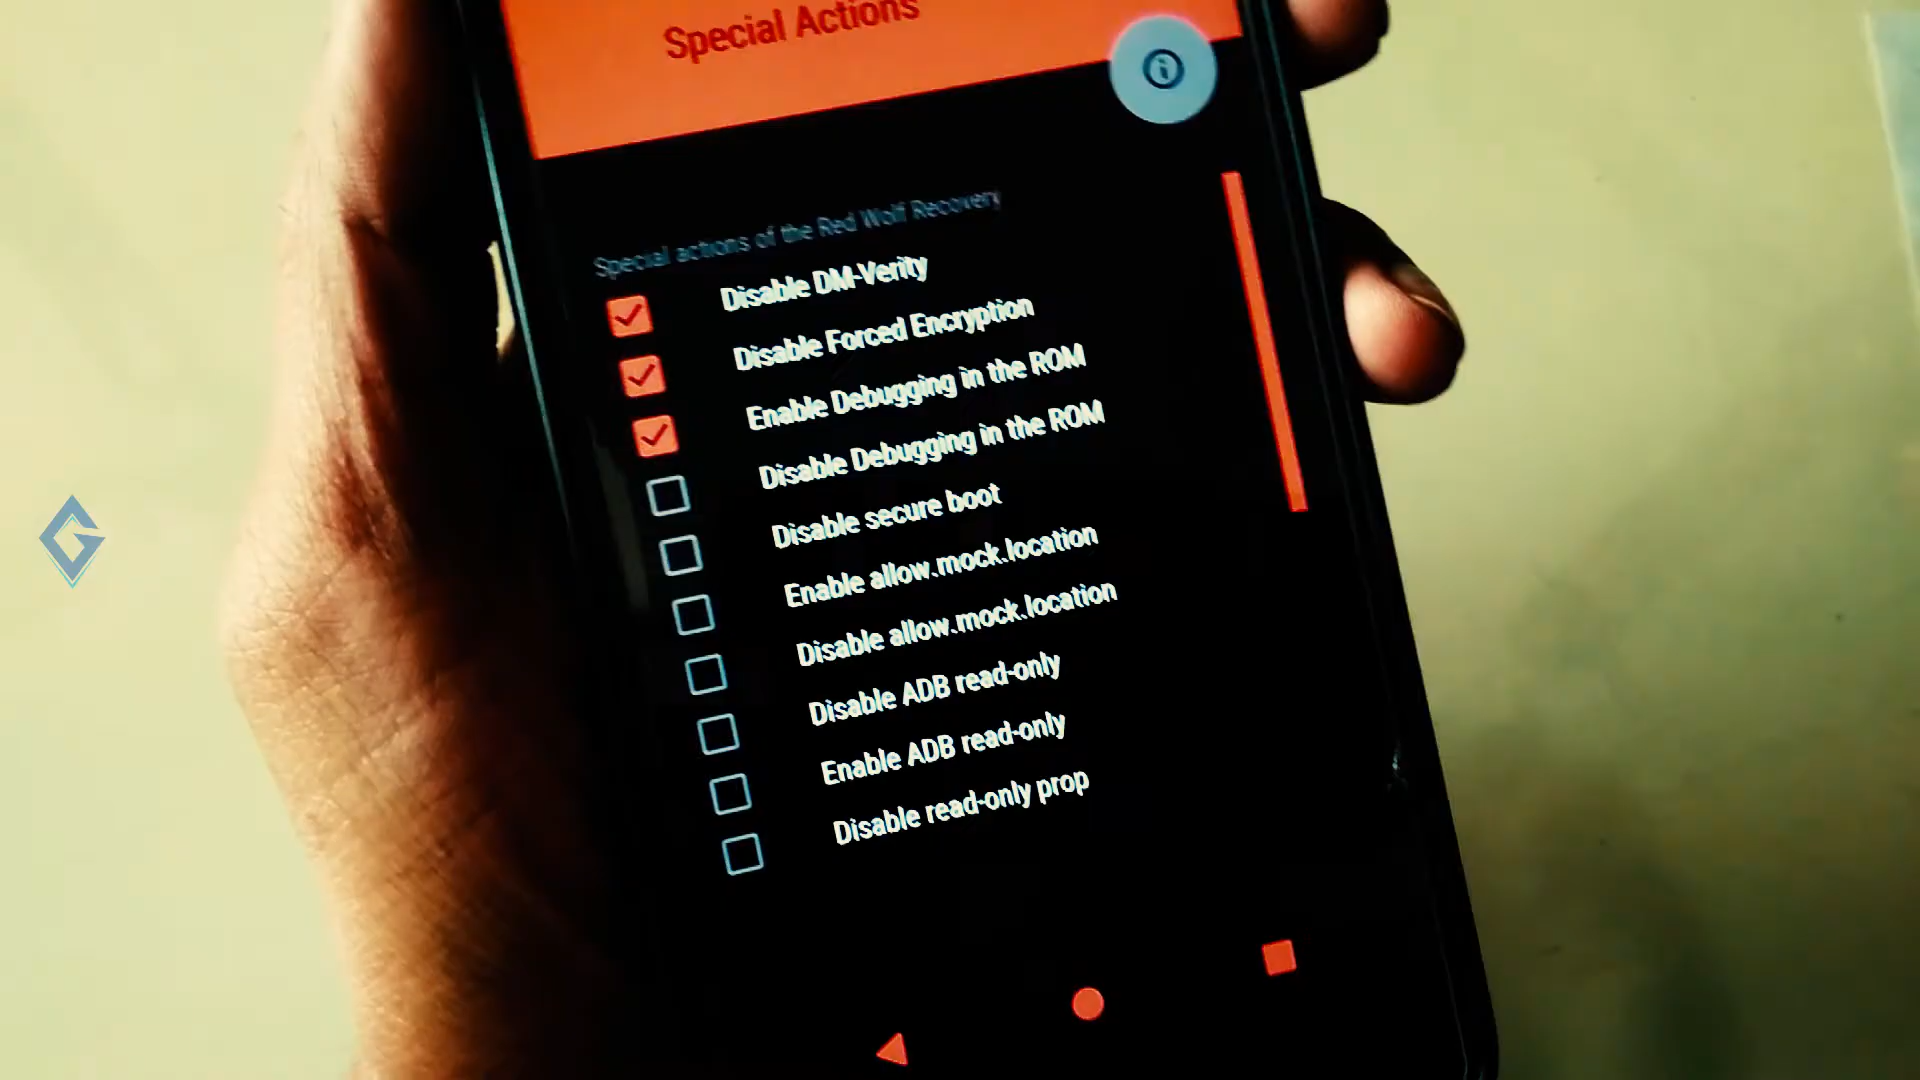 Special Actions
Special actions of the Red Wolf Recovery
Disable DM-Verity
Disable Forced Encryption
Enable Debugging in the ROM
Disable Debugging in the ROM
Disable secure boot
Enable allow.mock.location
Disable allow.mock.location
Disable ADB read-only
Enable ADB read-only
Disable read-only prop